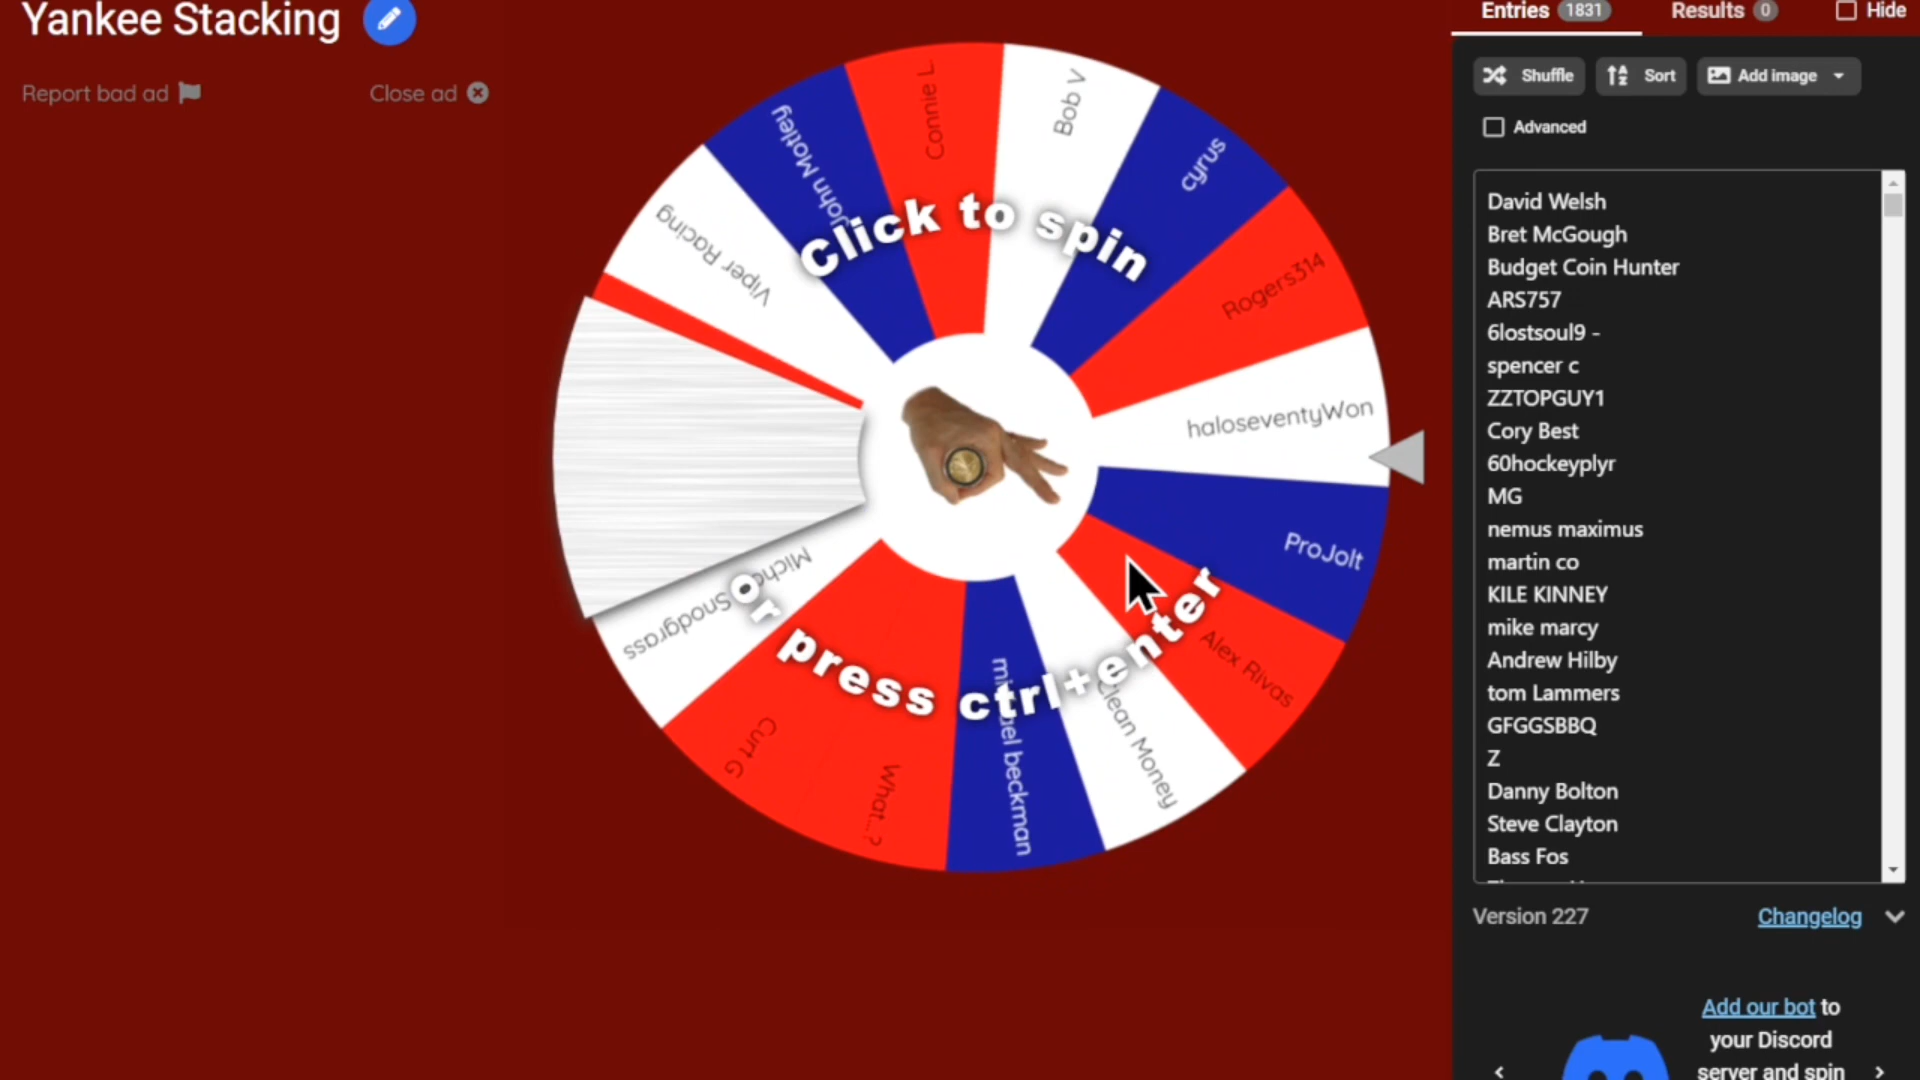 Yankee Stacking
Report bad ad
Close ad
Entries 1831
Results 0
Hide
Shuffle
Sort
Add image
Advanced
David Welsh
Bret McGough
Budget Coin Hunter
ARS757
6lostsoul9 -
spencer c
ZZTOPGUY1
Cory Best
60hockeyplyr
MG
nemus maximus
martin co
KILE KINNEY
mike marcy
Andrew Hilby
tom Lammers
GFGGSBBQ
Z
Danny Bolton
Steve Clayton
Bass Fos
Version 227
Changelog
Add our bot to
your Discord
server and spin
Click to spin
or press ctrl+enter
Viper Racing
John Motley
Connie L.
Bob V
cyrus
Rogers314
haloseventyWon
ProJolt
Alex Rivas
Clean Money
beckman
What...?
Curt G
Snodgrass